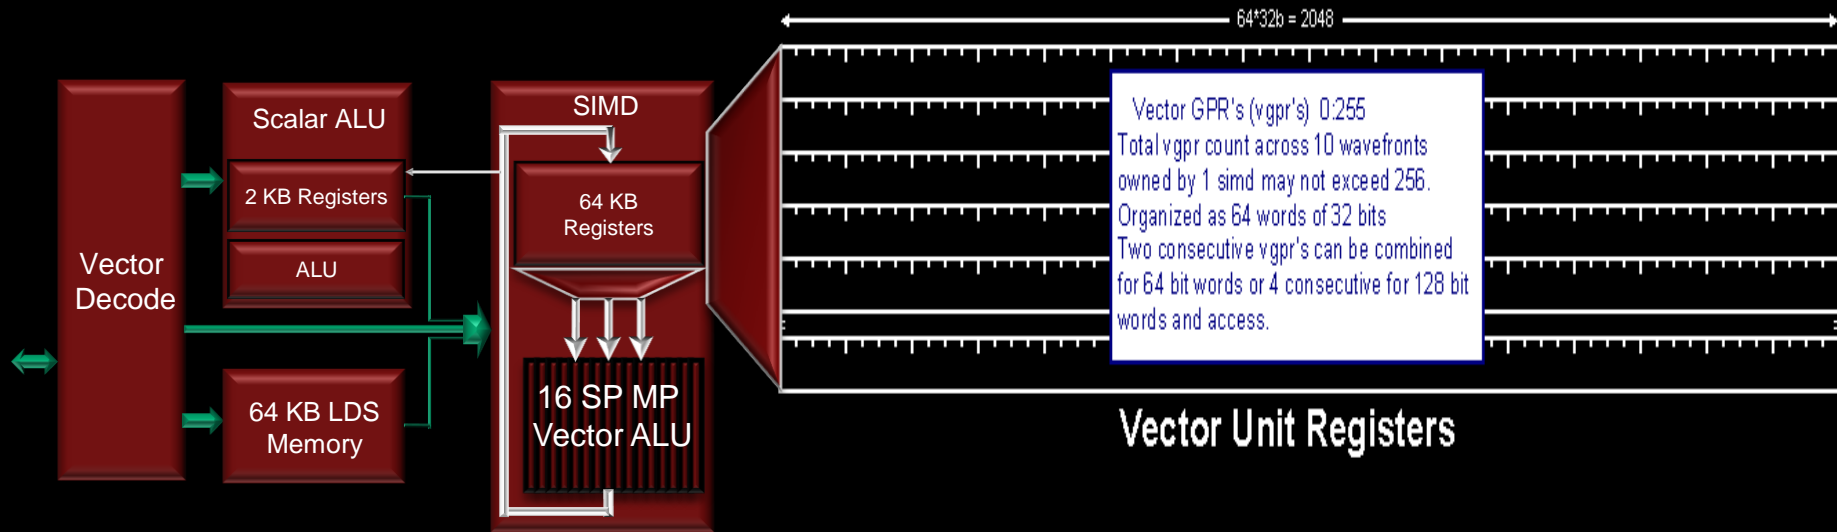 64*32b = 2048
Vector
Decode
Scalar ALU
2 KB Registers
ALU
64 KB LDS
Memory
SIMD
64 KB
Registers
16 SP MP
Vector ALU
Vector GPR's (vgpr's) 0:255
Total vgpr count across 10 wavefronts
owned by 1 simd may not exceed 256.
Organized as 64 words of 32 bits
Two consecutive vgpr's can be combined
for 64 bit words or 4 consecutive for 128 bit
words and access.
Vector Unit Registers